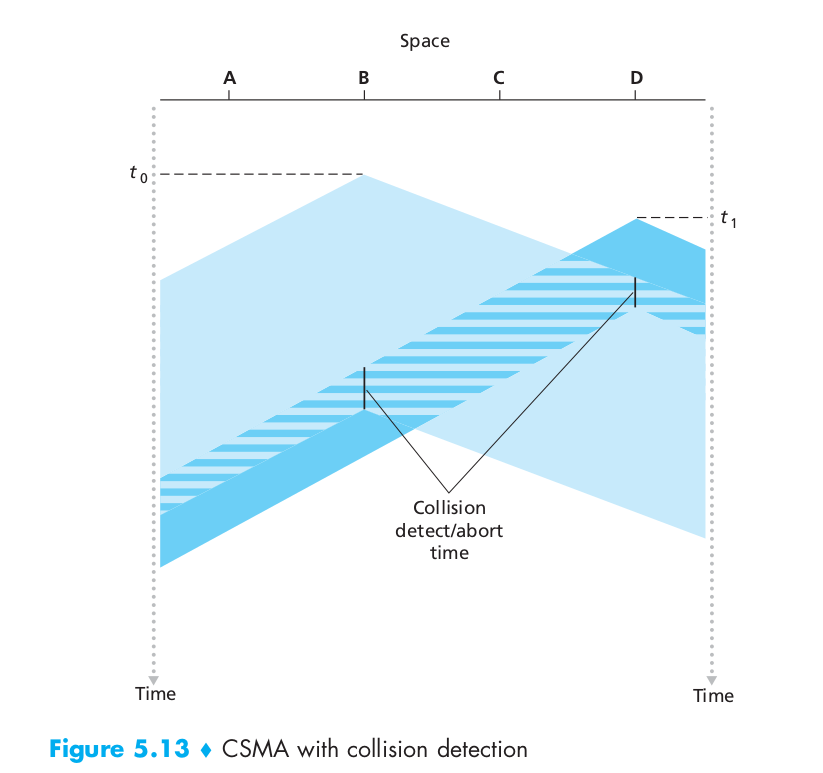 Space
A B C D
t0
t1
Collision
detect/abort
time
Time Time
Figure 5.13 ♦ CSMA with collision detection